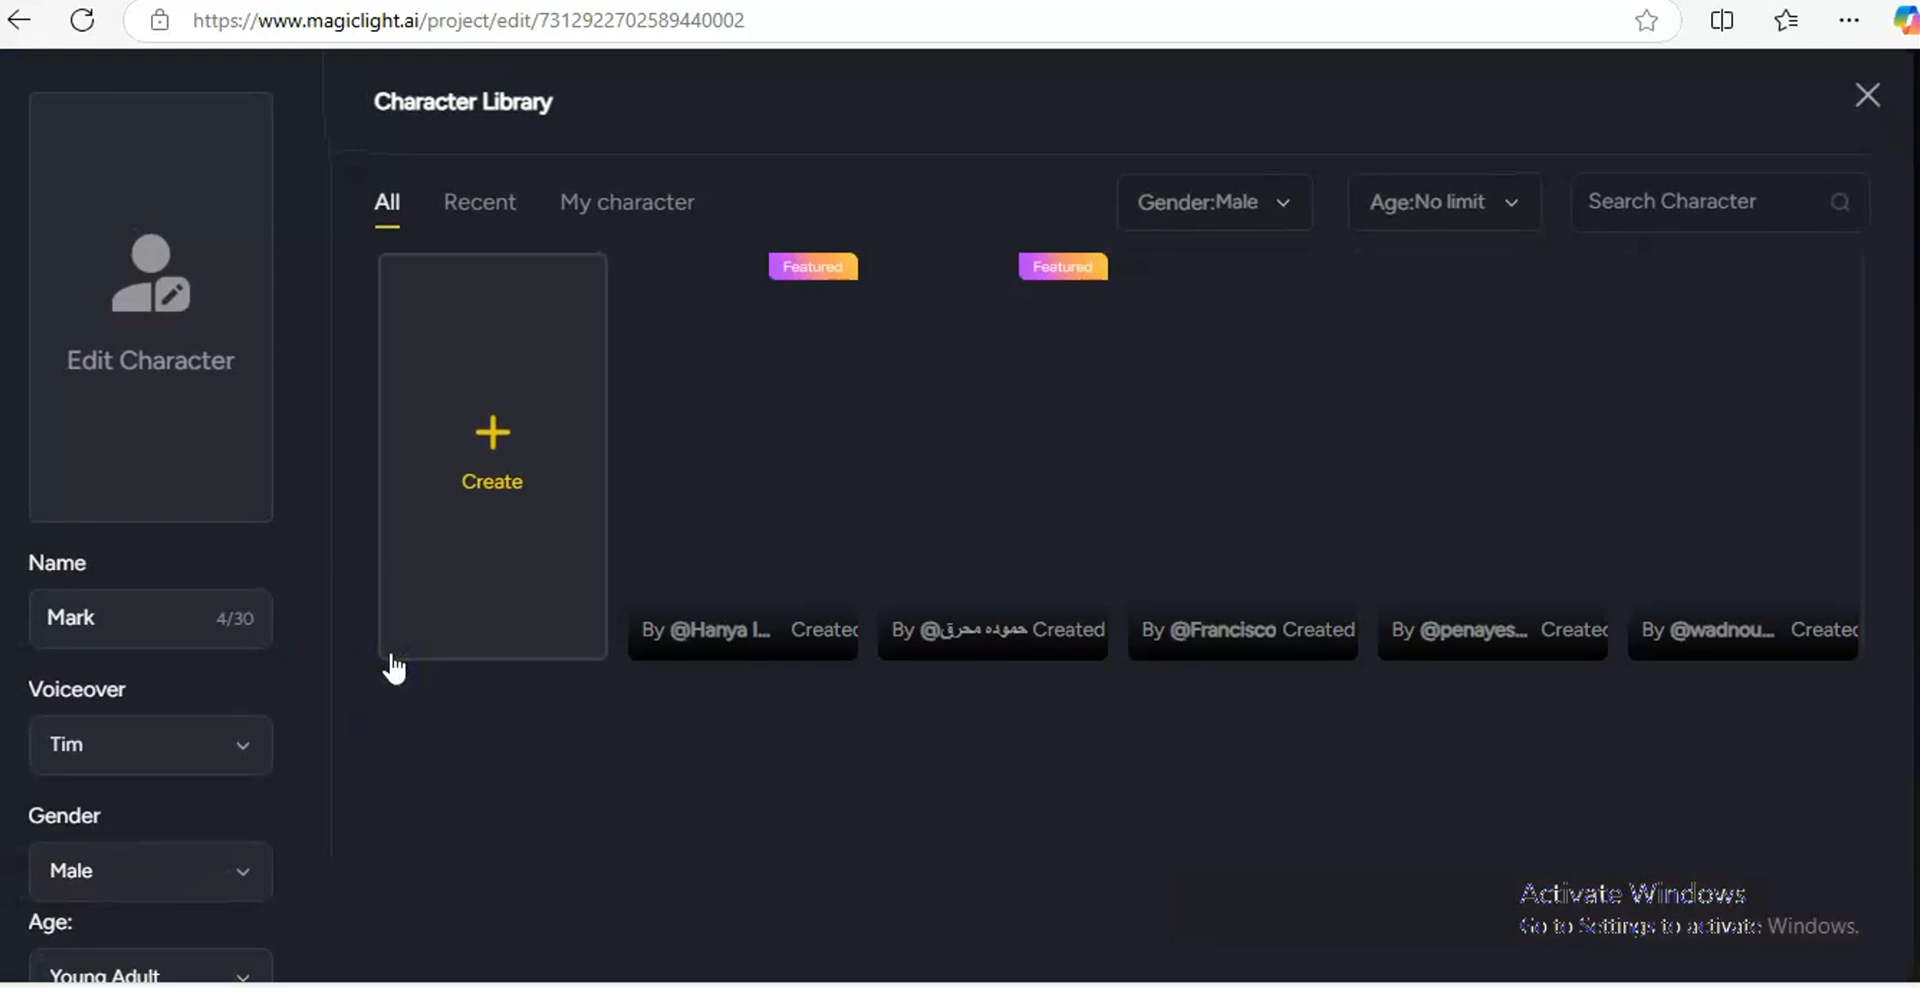 https://www.magiclight.ai/project/edit/7312922702589440002
Character Library
All Recent My character Gender:Male Age:No limit Search Character
Featured Featured
Edit Character
Create
Name
Mark 4/30
By @Hanya I... Created By @حموده محرق Created By @Francisco Created By @penayes... Created By @wadnou... Created
Voiceover
Tim
Gender
Male
Age:
Young Adult
Activate Windows
Go to Settings to activate Windows.